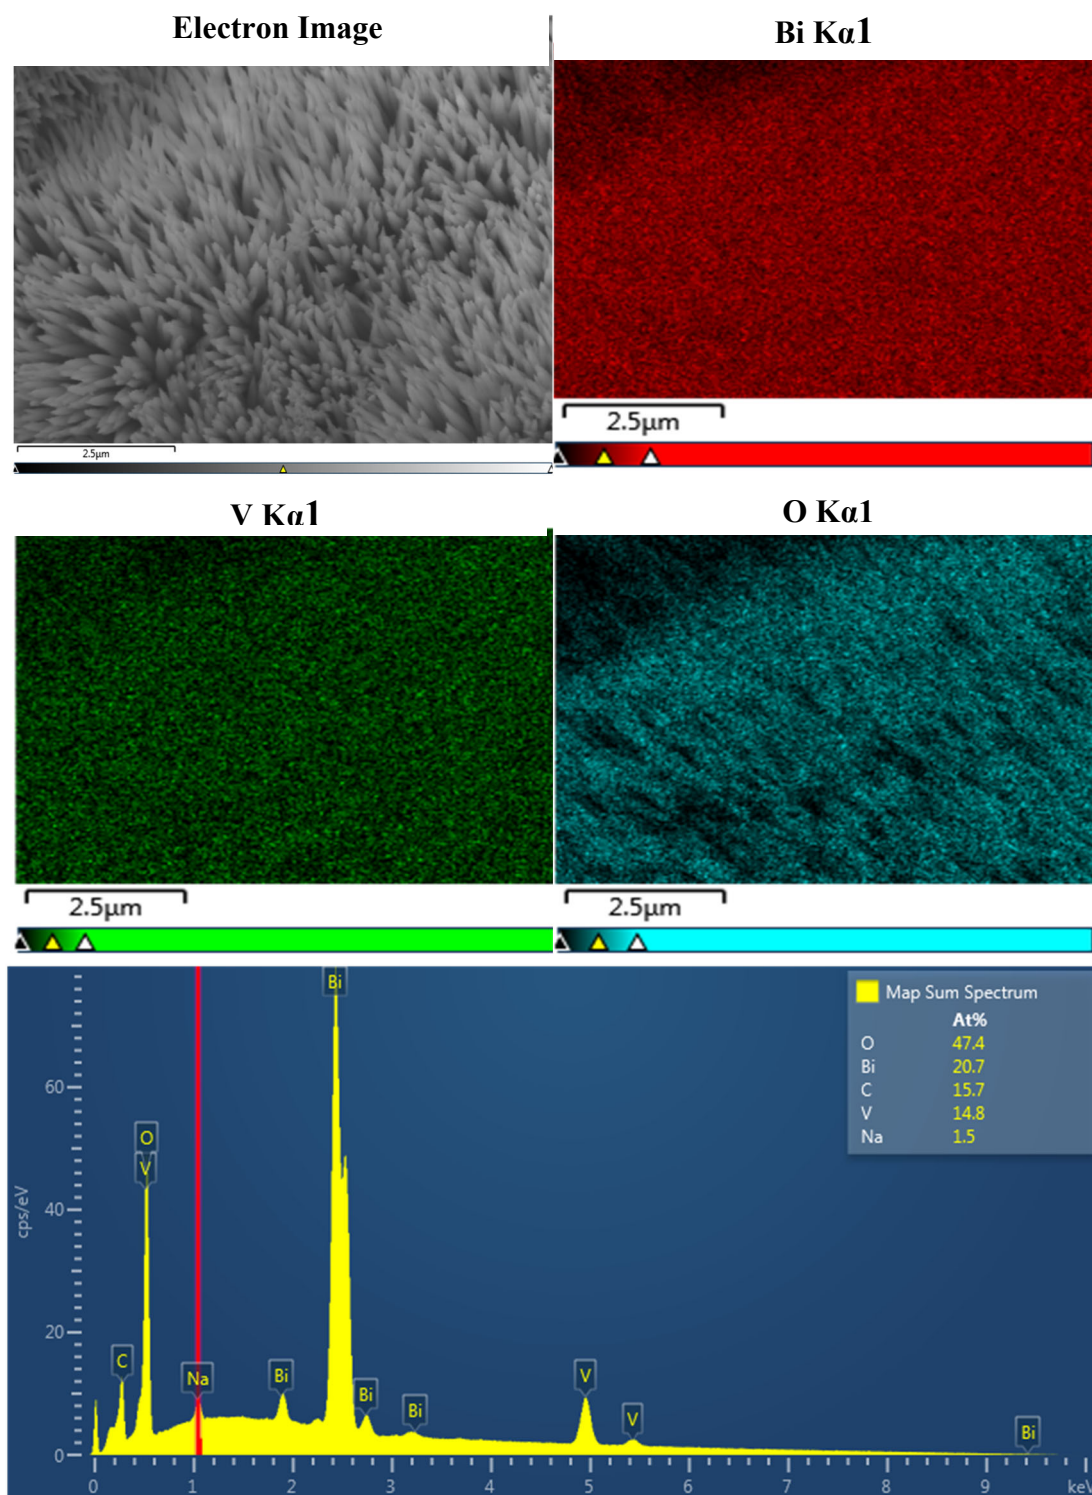 Electron Image
Bi Kα1
2.5μm
2.5μm
V Kα1
O Kα1
2.5μm
2.5μm
Map Sum Spectrum
At%
O 47.4
Bi 20.7
C 15.7
V 14.8
Na 1.5
cps/eV
60
40
20
0
Bi
O
V
C
Na
Bi
Bi
Bi
V
V
Bi
0 1 2 3 4 5 6 7 8 9 keV